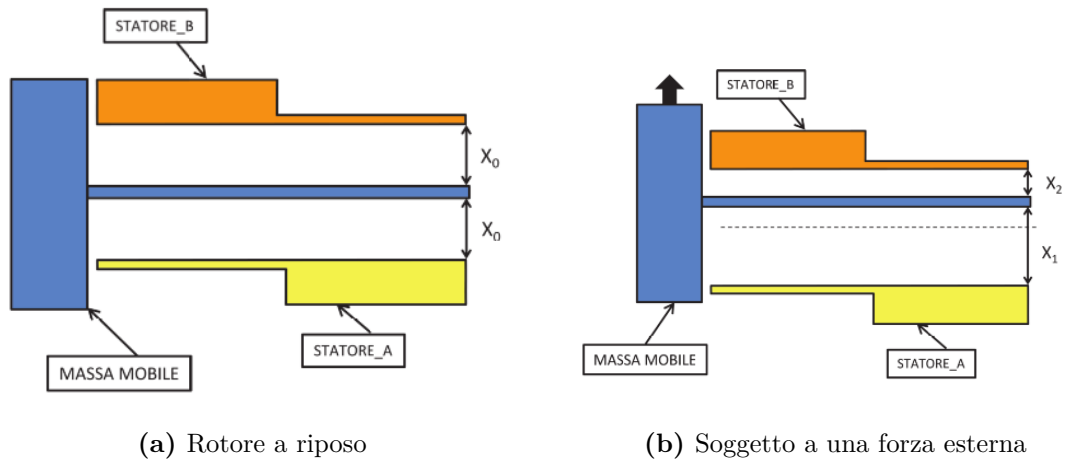 STATORE_B
X₀
X₀
STATORE_A
MASSA MOBILE
STATORE_B
X₂
X₁
MASSA MOBILE
STATORE_A
(a) Rotore a riposo
(b) Soggetto a una forza esterna